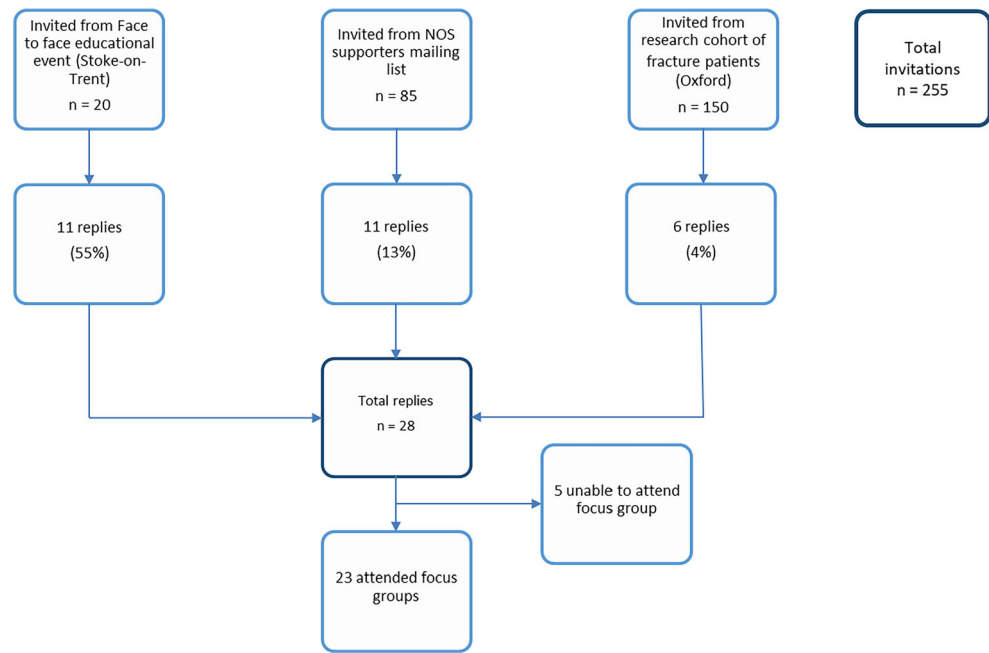 Invited from Face
to face educational
event (Stoke-on-
Trent)
n = 20
Invited from NOS
supporters mailing
list
n = 85
Invited from
research cohort of
fracture patients
(Oxford)
n = 150
Total
invitations
n = 255
11 replies
(55%)
11 replies
(13%)
6 replies
(4%)
Total replies
n = 28
5 unable to attend
focus group
23 attended focus
groups